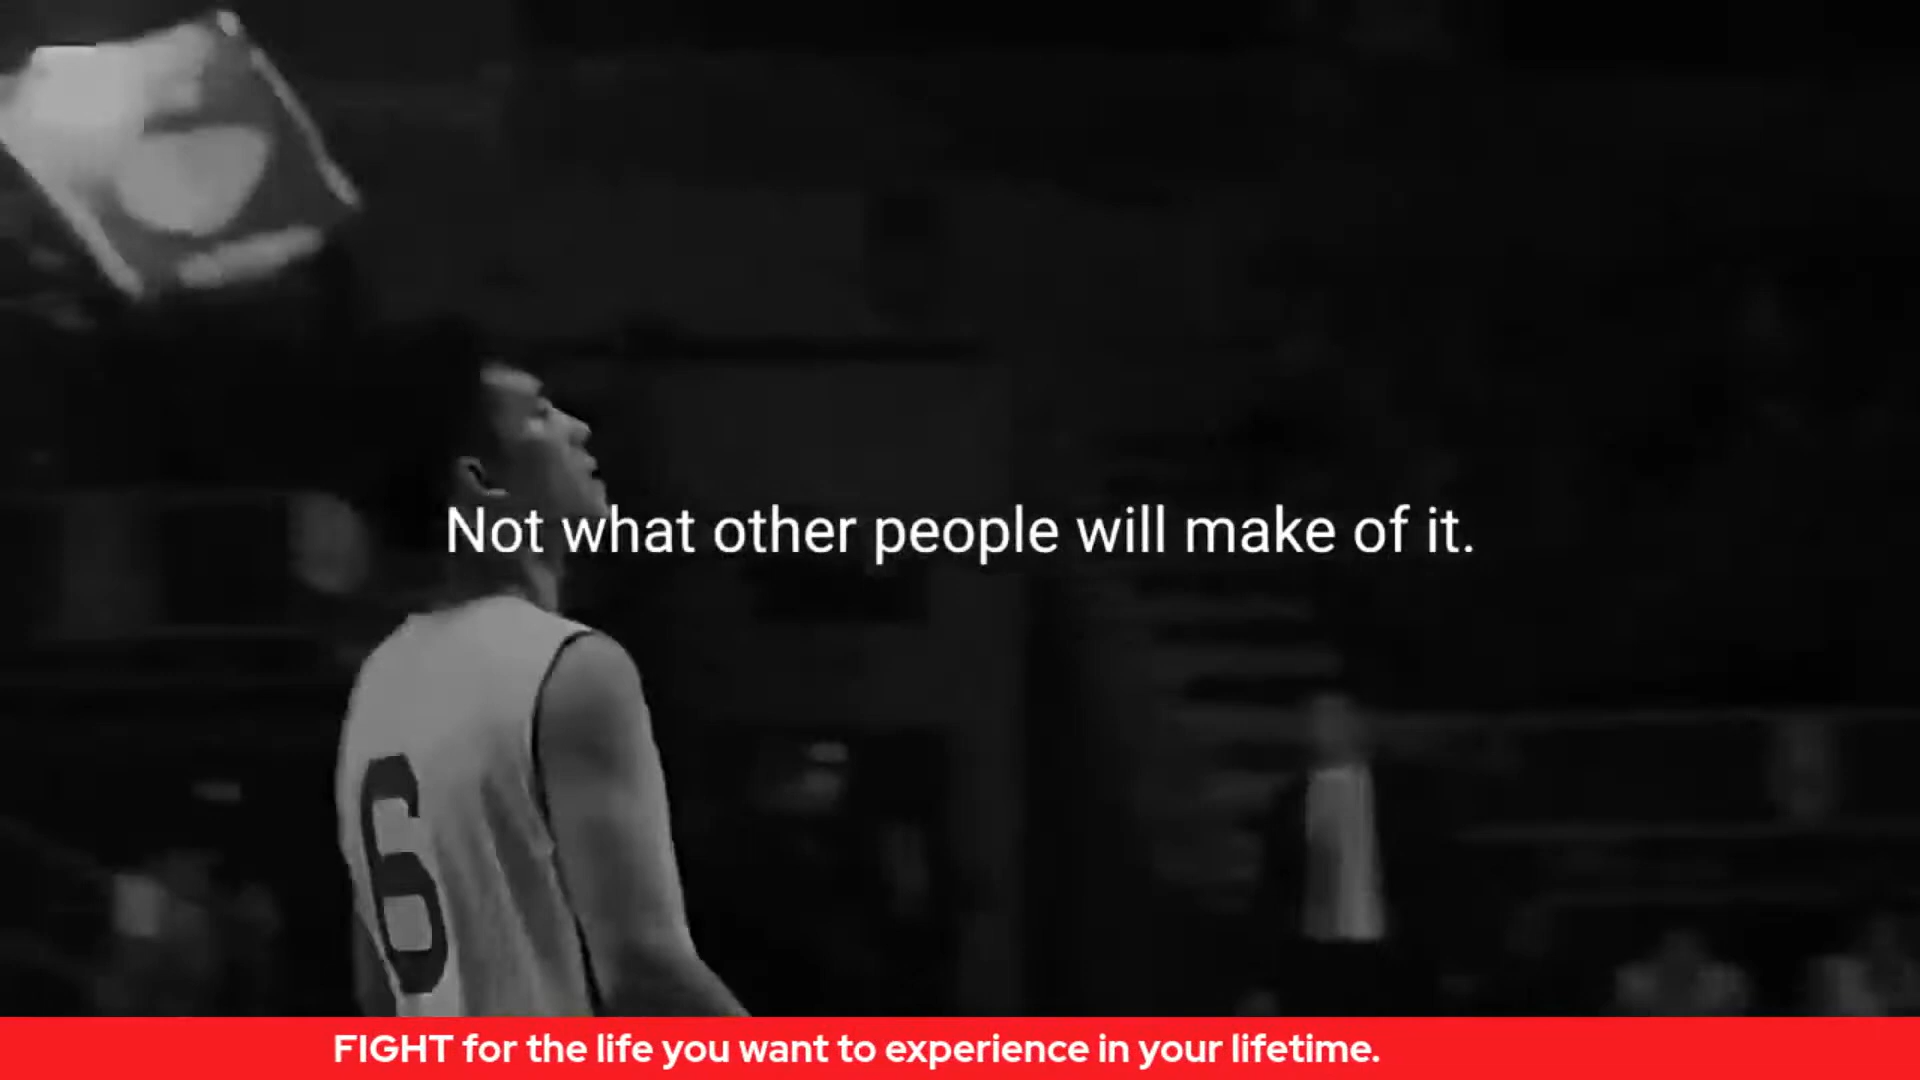 Not what other people will make of it.
6
FIGHT for the life you want to experience in your lifetime.